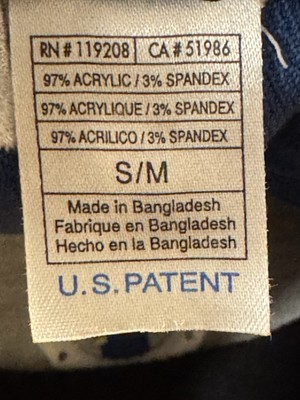 RN # 119208 CA # 51986
97% ACRYLIC / 3% SPANDEX
97% ACRYLIQUE / 3% SPANDEX
97% ACRILICO / 3% SPANDEX
S/M
Made in Bangladesh
Fabrique en Bangladesh
Hecho en la Bangladesh
U.S. PATENT